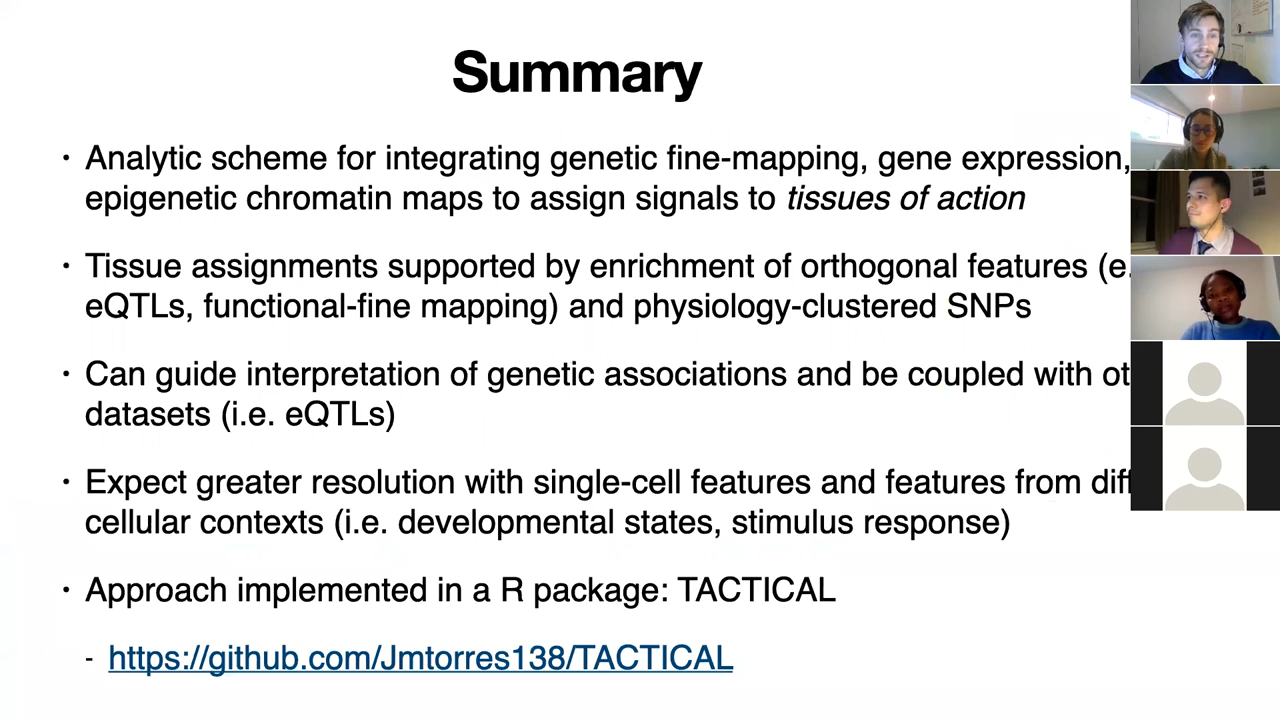 Summary
• Analytic scheme for integrating genetic fine-mapping, gene expression,
epigenetic chromatin maps to assign signals to tissues of action
• Tissue assignments supported by enrichment of orthogonal features (e.
eQTLs, functional-fine mapping) and physiology-clustered SNPs
• Can guide interpretation of genetic associations and be coupled with
datasets (i.e. eQTLs)
• Expect greater resolution with single-cell features and features from
cellular contexts (i.e. developmental states, stimulus response)
• Approach implemented in a R package: TACTICAL
- https://github.com/Jmtorres138/TACTICAL